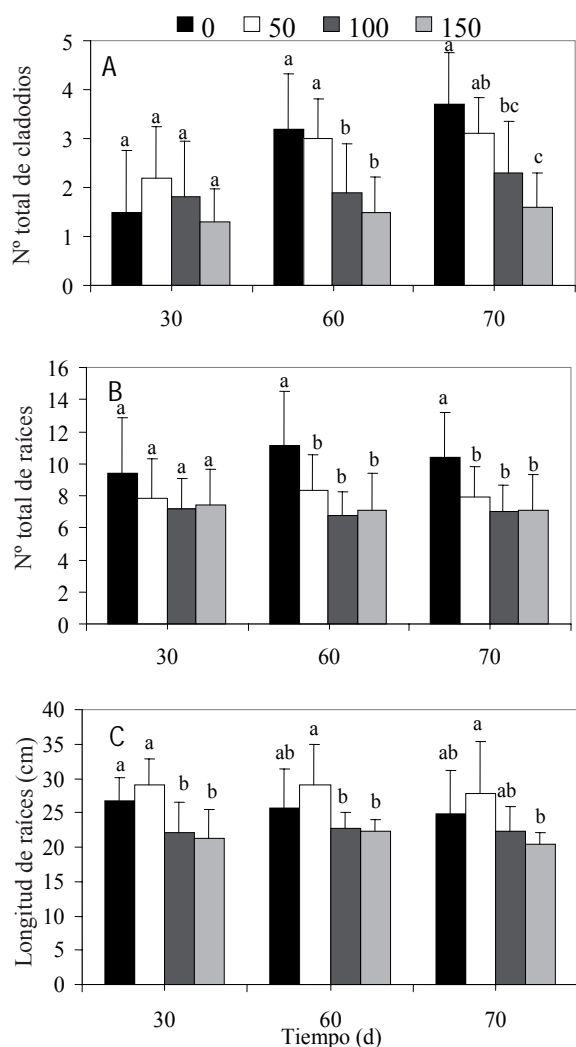 0 50 100 150
A
Nº total de cladodios
5
4
3
2
1
0
a a a a
a a b b
a ab bc c
30 60 70
B
Nº total de raíces
16
14
12
10
8
6
4
2
0
a a a a
a b b b
a b b b
30 60 70
C
Longitud de raíces (cm)
40
35
30
25
20
15
10
5
0
a a b b
ab a b b
ab a ab b
30 60 70
Tiempo (d)